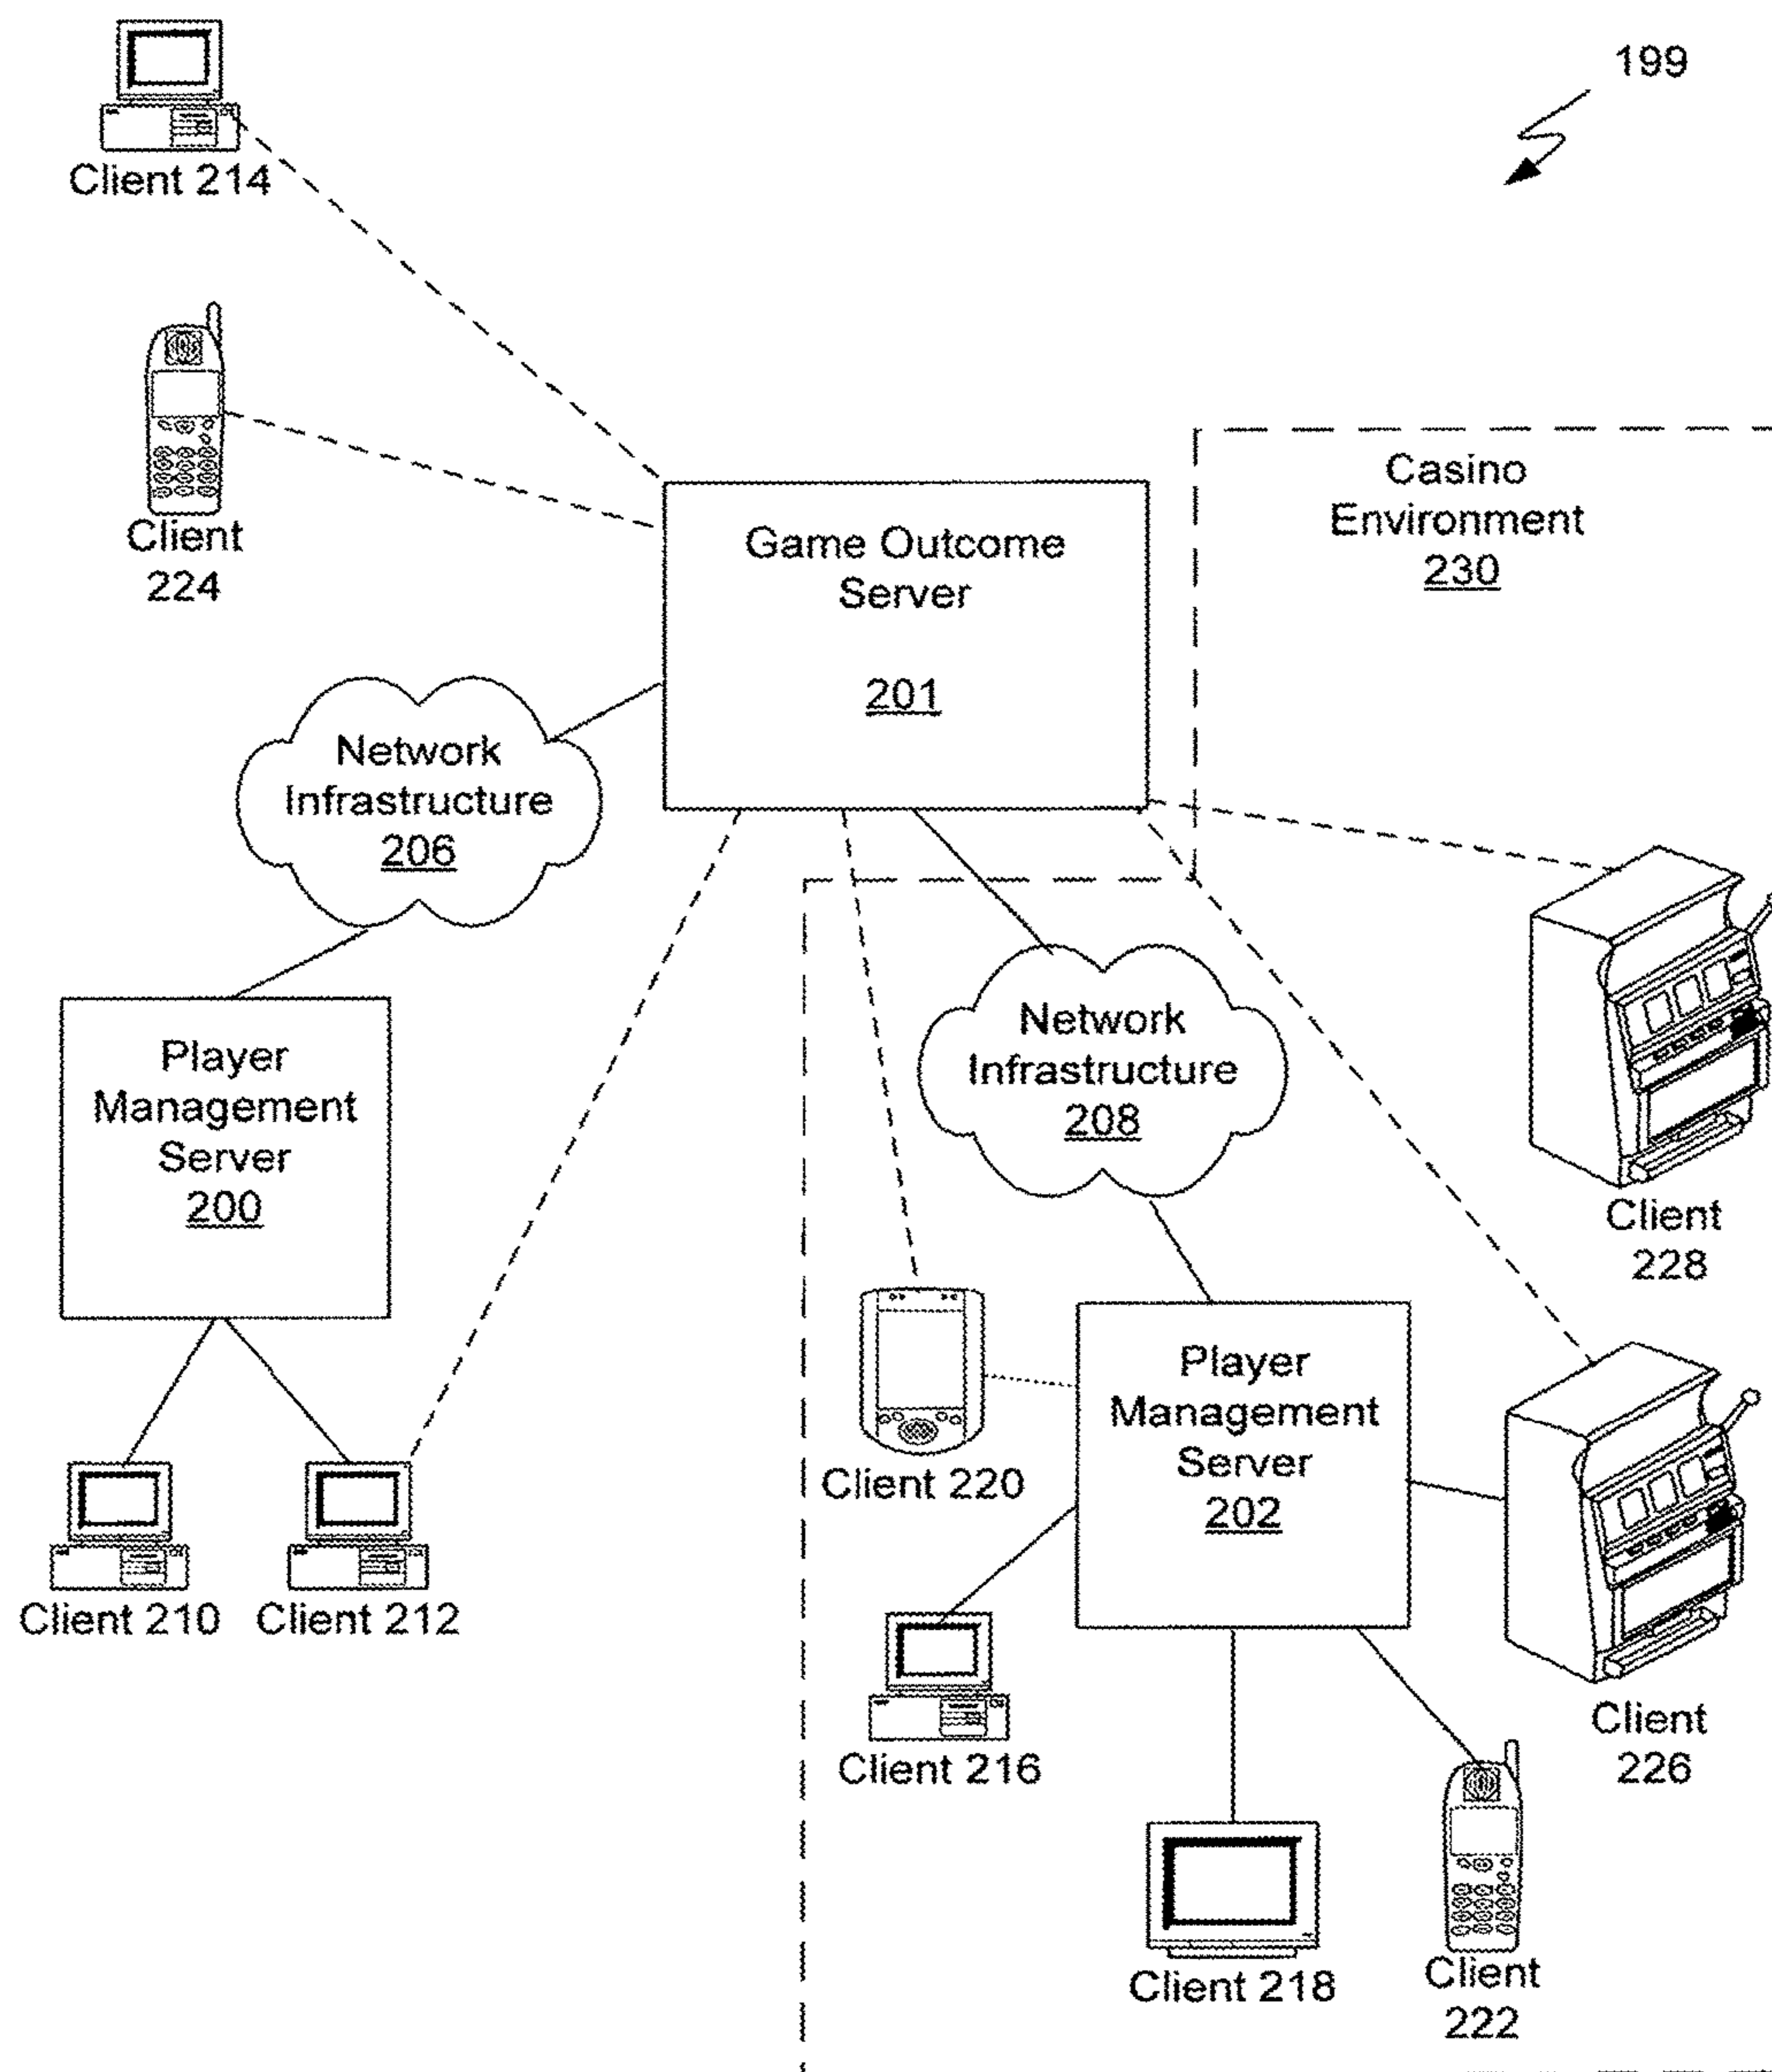 199
Client 214
Client
224
Casino
Environment
230
Game Outcome
Server
201
Network
Infrastructure
206
Network
Infrastructure
208
Player
Management
Server
200
Client
228
Player
Management
Server
202
Client 220
Client 210
Client 212
Client 216
Client
226
Client 218
Client
222